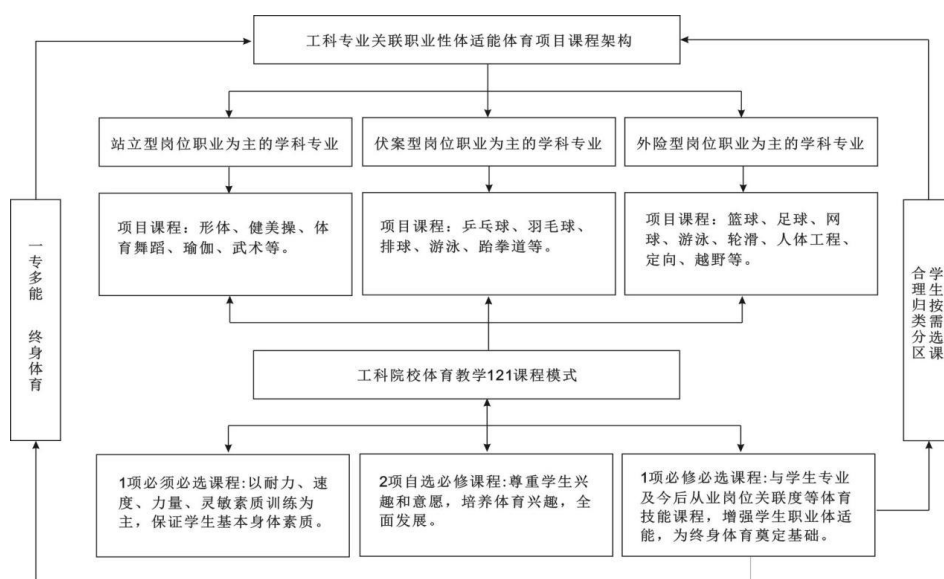 工科专业关联职业性体适能体育项目课程架构
站立型岗位职业为主的学科专业
伏案型岗位职业为主的学科专业
外险型岗位职业为主的学科专业
项目课程：形体、健美操、体
育舞蹈、瑜伽、武术等。
项目课程：乒乓球、羽毛球、
排球、游泳、跆拳道等。
项目课程：篮球、足球、网
球、游泳、轮滑、人体工程、
定向、越野等。
一专多能 终身体育
学生按需选课
合理归类分区
工科院校体育教学121课程模式
1项必须必选课程:以耐力、速
度、力量、灵敏素质训练为
主，保证学生基本身体素质。
2项自选必修课程:尊重学生兴
趣和意愿，培养体育兴趣，全
面发展。
1项必修必选课程:与学生专业
及今后从业岗位关联度等体育
技能课程，增强学生职业体适
能，为终身体育奠定基础。